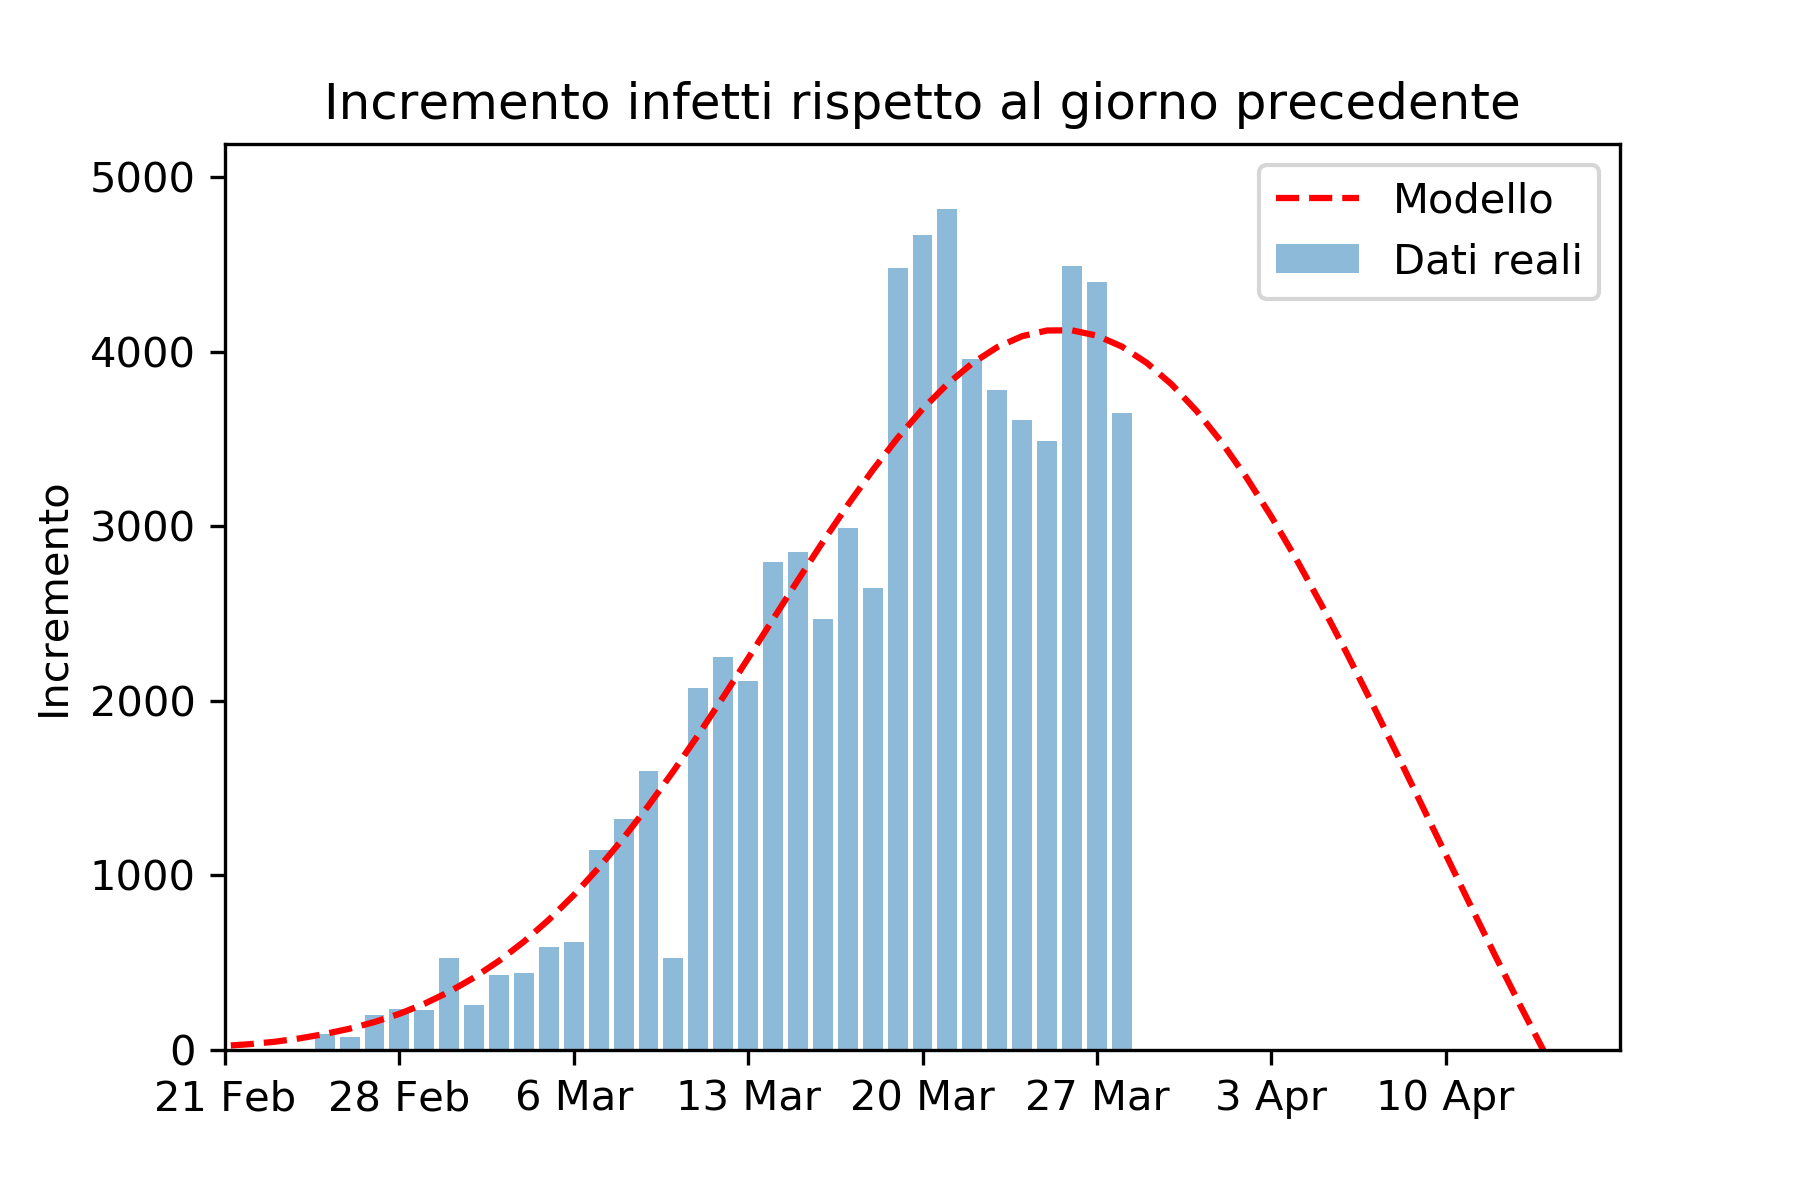 Incremento infetti rispetto al giorno precedente
5000
4000
3000
2000
1000
0
Incremento
Modello
Dati reali
21 Feb
28 Feb
6 Mar
13 Mar
20 Mar
27 Mar
3 Apr
10 Apr